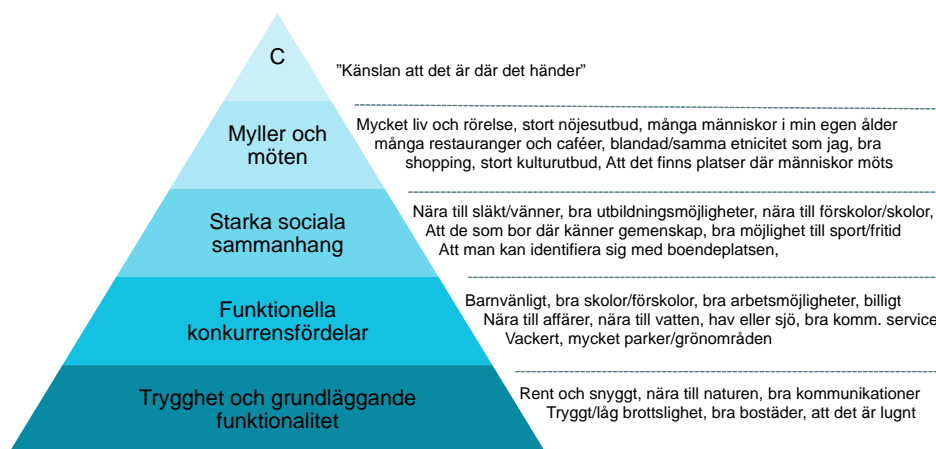 C
"Känslan att det är där det händer"
Myller och
möten
Mycket liv och rörelse, stort nöjesutbud, många människor i min egen ålder
många restauranger och caféer, blandad/samma etnicitet som jag, bra
shopping, stort kulturutbud, Att det finns platser där människor möts
Starka sociala
sammanhang
Nära till släkt/vänner, bra utbildningsmöjligheter, nära till förskolor/skolor,
Att de som bor där känner gemenskap, bra möjlighet till sport/fritid
Att man kan identifiera sig med boendeplatsen,
Funktionella
konkurrensfördelar
Barnvänligt, bra skolor/förskolor, bra arbetsmöjligheter, billigt
Nära till affärer, nära till vatten, hav eller sjö, bra komm. service
Vackert, mycket parker/grönområden
Trygghet och grundläggande
funktionalitet
Rent och snyggt, nära till naturen, bra kommunikationer
Tryggt/låg brottslighet, bra bostäder, att det är lugnt